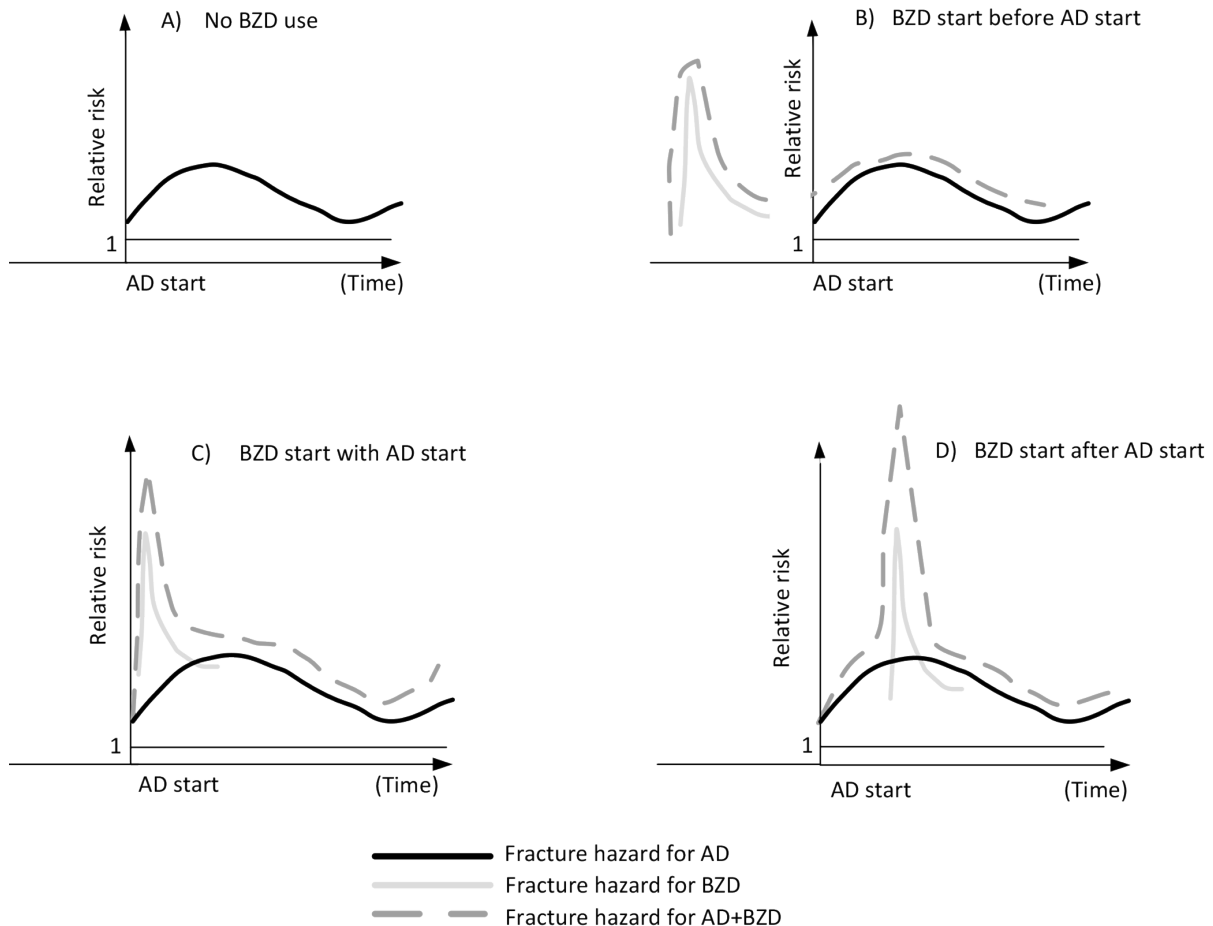 A) No BZD use
Relative risk
1
AD start
(Time)
B) BZD start before AD start
Relative risk
1
AD start
(Time)
C) BZD start with AD start
Relative risk
1
AD start
(Time)
D) BZD start after AD start
Relative risk
1
AD start
(Time)
Fracture hazard for AD
Fracture hazard for BZD
Fracture hazard for AD+BZD